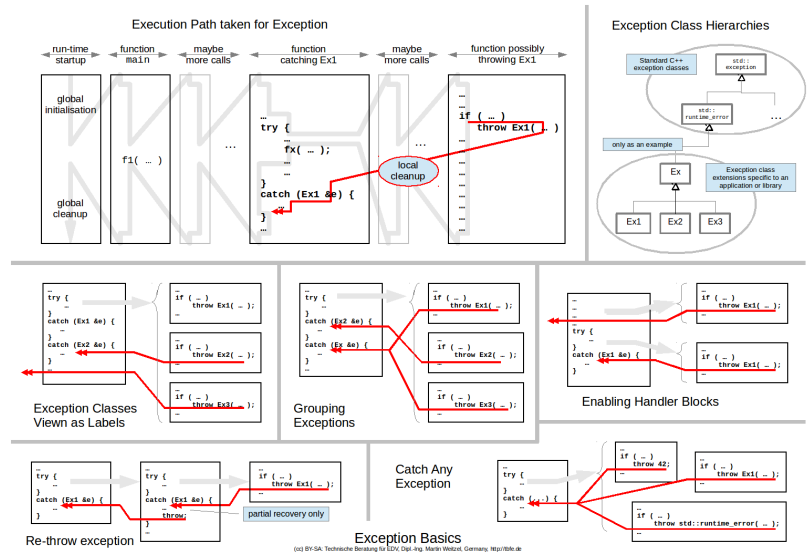 Execution Path taken for Exception
run-time
startup
function
main
maybe
more calls
function
catching Ex1
maybe
more calls
function possibly
throwing Ex1
global
initialisation
global
cleanup
f1( … )
…
…
try {
…
fx( … );
…
…
}
catch (Ex1 &e) {
…
}
…
…
local
cleanup
…
…
if ( … )
throw Ex1( … )
…
…
…
…
…
…
…
…
Exception Class Hierarchies
Standard C++
exception classes
std::
exception
std::
runtime_error
…
only as an example
Ex
Execption class
extensions specific to an
application or library
Ex1
Ex2
Ex3
…
try {
…
}
catch (Ex1 &e) {
…
}
catch (Ex2 &e) {
…
}
…
…
if ( … )
throw Ex1( … );
…
…
if ( … )
throw Ex2( … );
…
…
if ( … )
throw Ex3( … );
…
Exception Classes
Viewn as Labels
…
try {
…
}
catch (Ex2 &e) {
…
}
catch (Ex &e) {
…
}
…
…
if ( … )
throw Ex1( … );
…
…
if ( … )
throw Ex2( … );
…
…
if ( … )
throw Ex3( … );
…
Grouping
Exceptions
…
…
…
…
try {
…
}
catch (Ex1 &e) {
…
}
…
…
if ( … )
throw Ex1( … );
…
…
if ( … )
throw Ex1( … );
…
Enabling Handler Blocks
…
try {
…
}
catch (Ex1 &e) {
…
}
…
…
try {
…
}
catch (Ex1 &e) {
…
throw;
}
…
…
if ( … )
throw Ex1( … );
…
partial recovery only
Re-throw exception
Catch Any
Exception
…
try {
…
}
catch (...) {
…
}
…
…
if ( … )
throw 42;
…
…
if ( … )
throw Ex1( … );
…
…
if ( … )
throw std::runtime_error( … );
…
Exception Basics
(cc) BY-SA: Technische Beratung für EDV, Dipl.-Ing. Martin Weitzel, Germany, http://tbfe.de